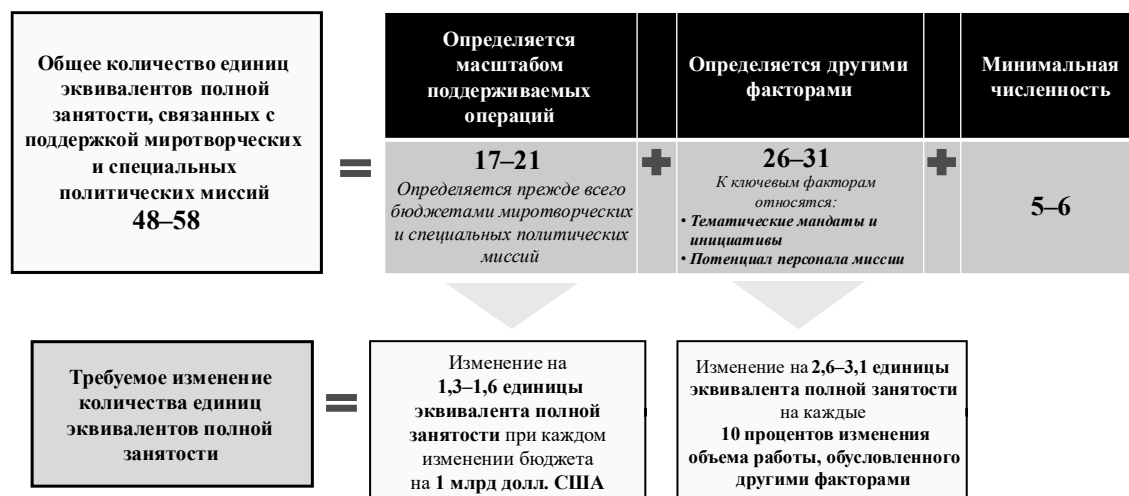 Общее количество единиц
эквивалентов полной
занятости, связанных с
поддержкой миротворческих
и специальных
политических миссий
48–58
=
Определяется
масштабом
поддерживаемых
операций
17–21
Определяется прежде всего
бюджетами миротворческих
и специальных политических
миссий
+
Определяется другими
факторами
26–31
К ключевым факторам
относятся:
• Тематические мандаты и
инициативы
• Потенциал персонала миссии
+
Минимальная
численность
5–6
Требуемое изменение
количества единиц
эквивалентов полной
занятости
=
Изменение на
1,3–1,6 единицы
эквивалента полной
занятости при каждом
изменении бюджета
на 1 млрд долл. США
Изменение на 2,6–3,1 единицы
эквивалента полной занятости
на каждые
10 процентов изменения
объема работы, обусловленного
другими факторами